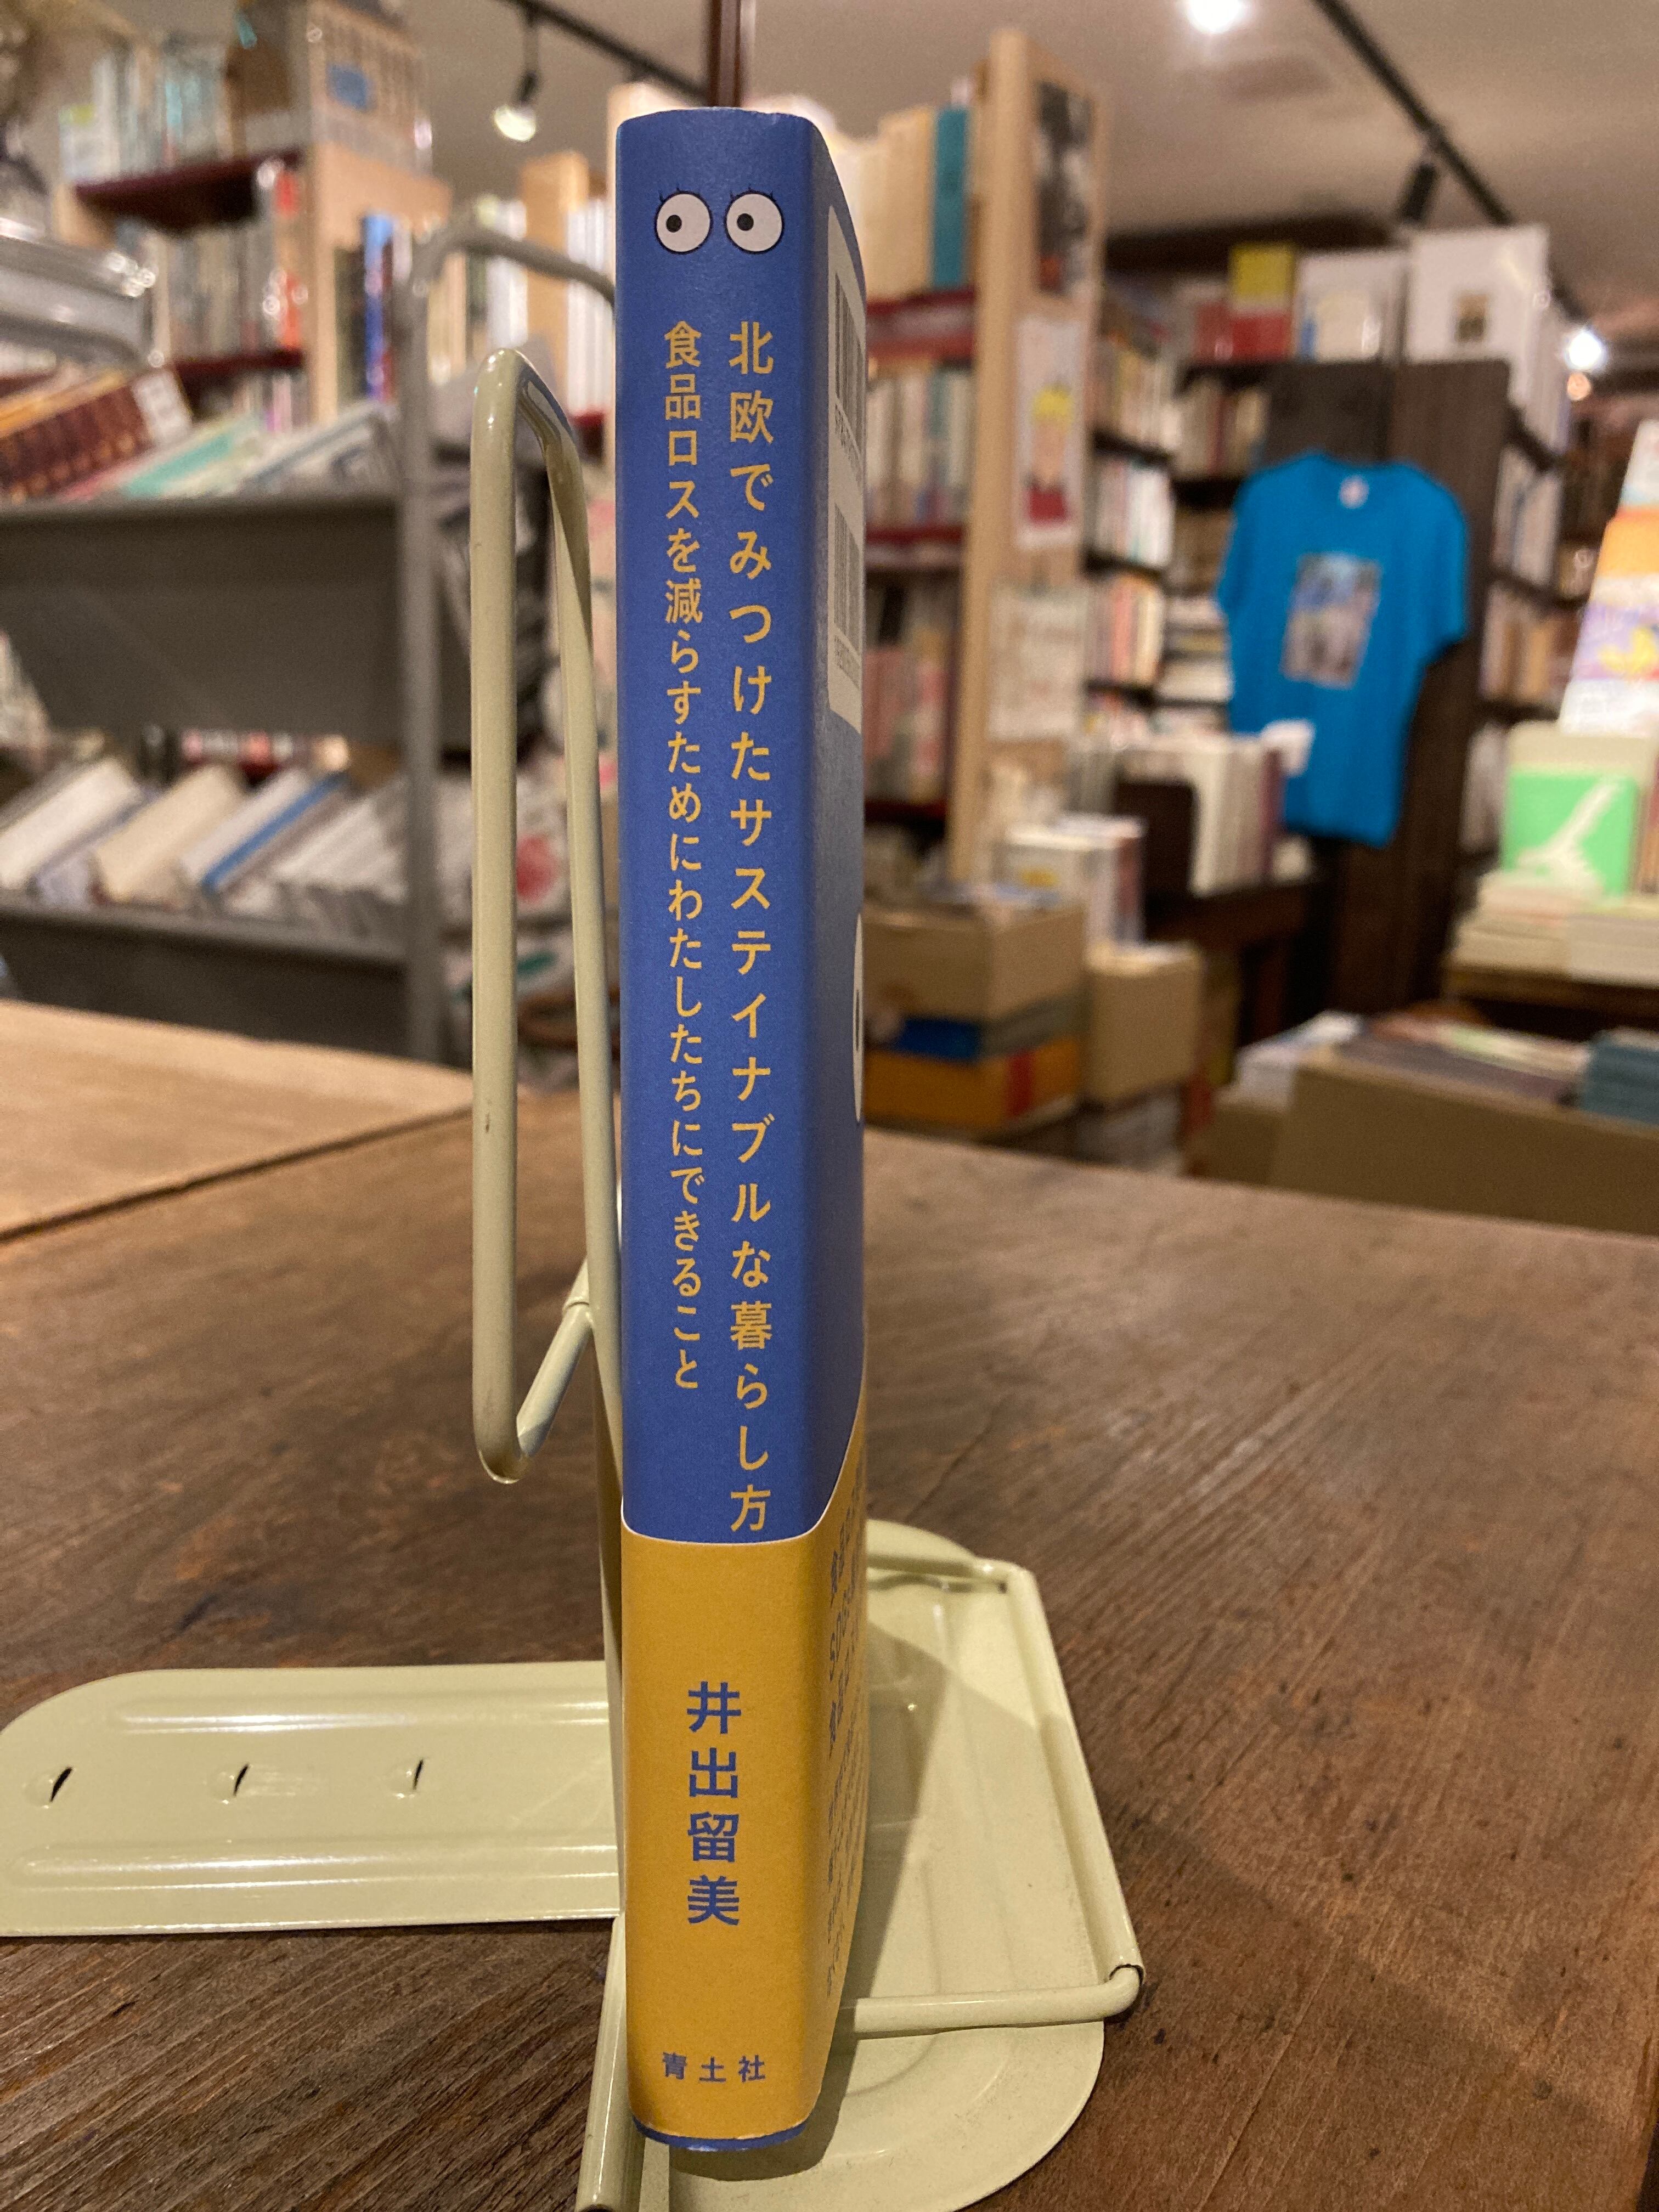 北欧でみつけたサステイナブルな暮らし方
食品ロスを減らすためにわたしたちにできること
井出留美
青土社